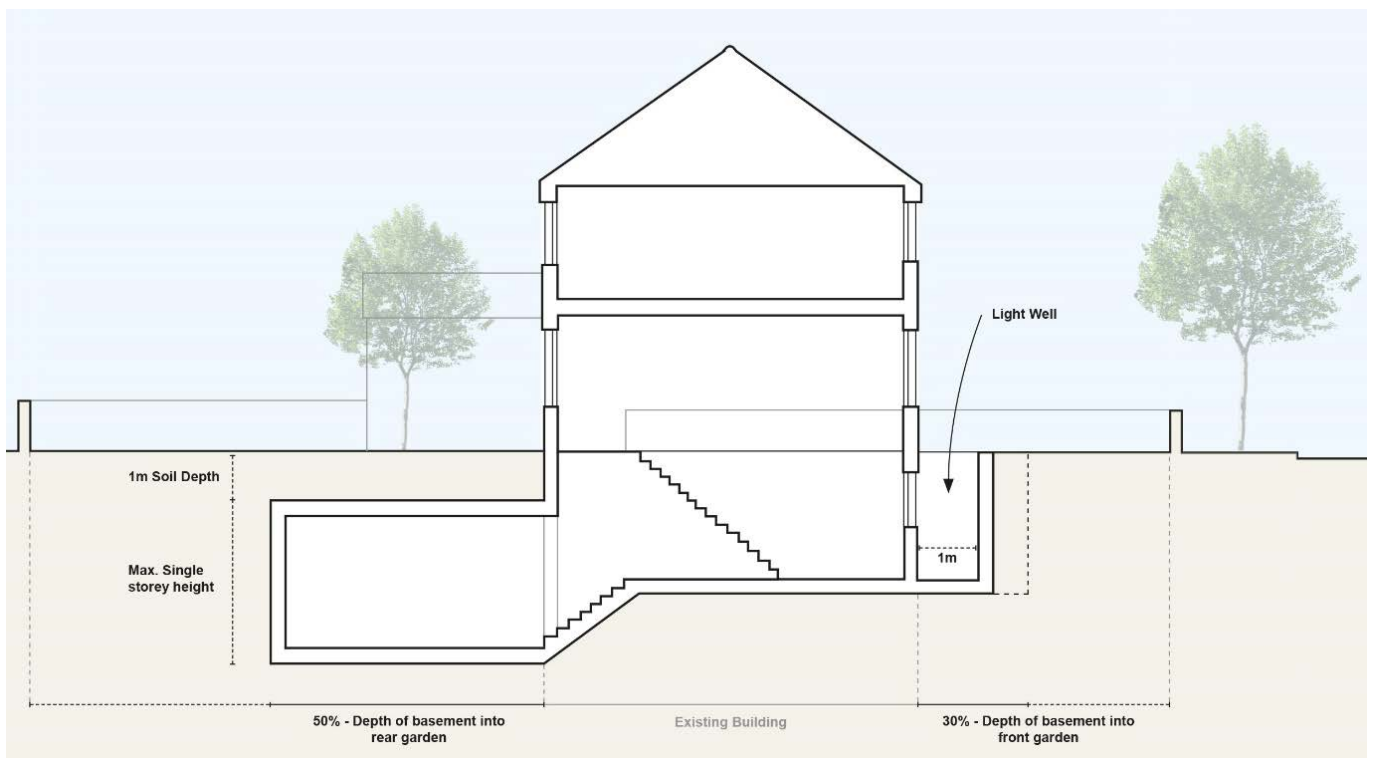 Light Well
1m Soil Depth
1m
Max. Single
storey height
50% - Depth of basement into
rear garden
Existing Building
30% - Depth of basement into
front garden